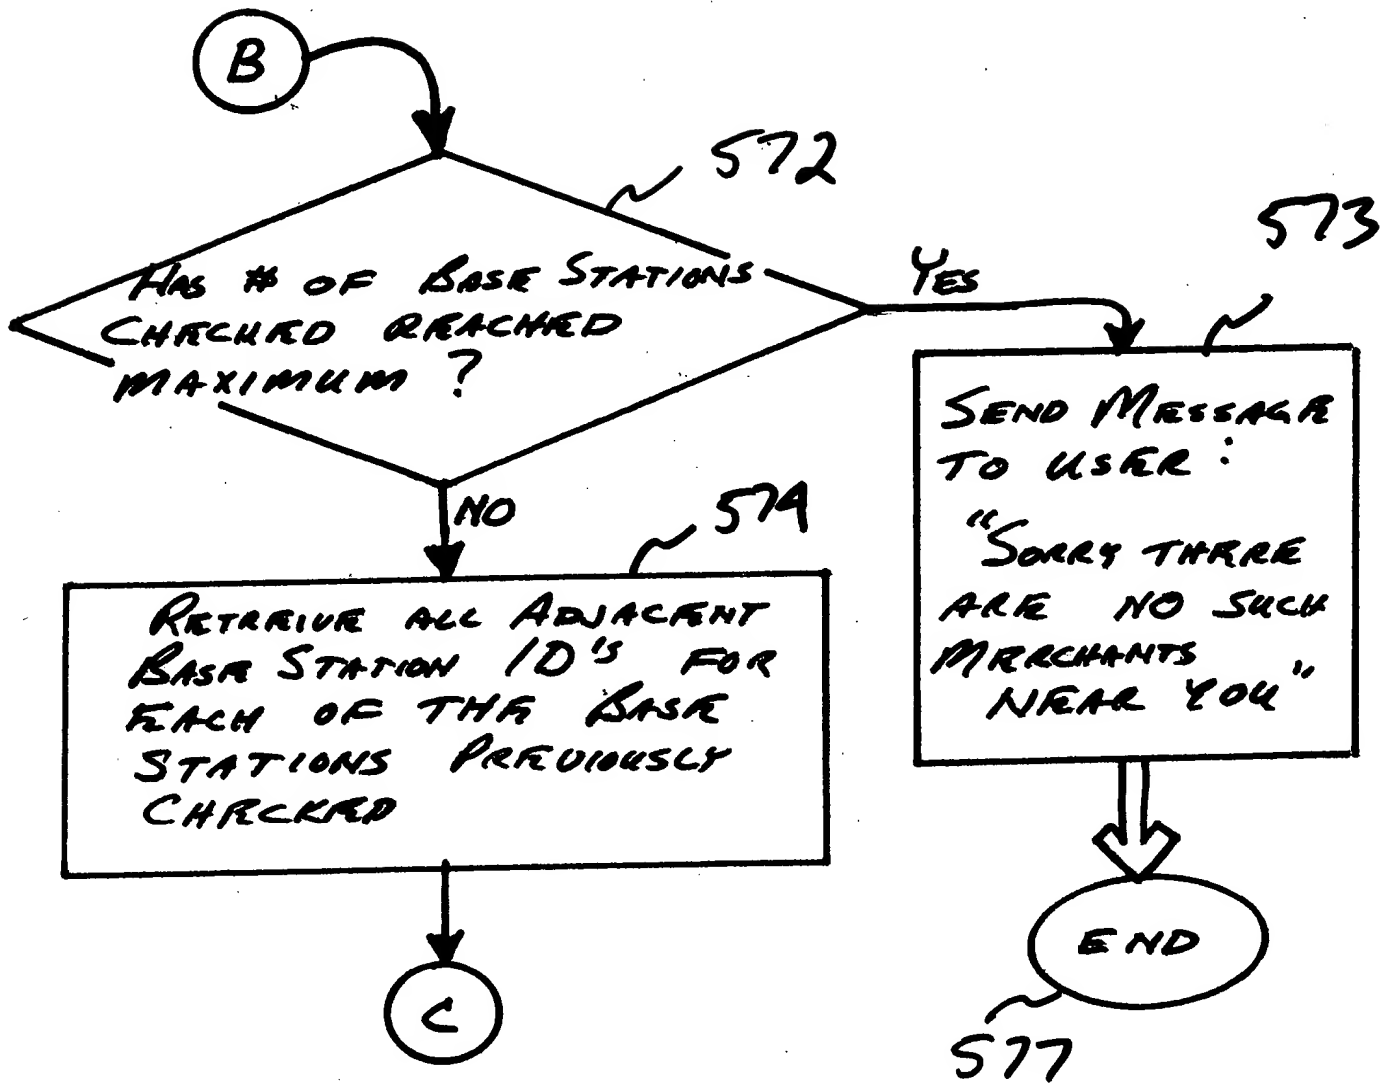 B
572
573
HAS # OF BASE STATIONS
CHECKED REACHED
MAXIMUM ?
YES
NO
574
SEND MESSAGE
TO USER :
"SORRY THERE
ARE NO SUCH
MERCHANTS
NEAR YOU"
RETREIVE ALL ADJACENT
BASE STATION ID'S FOR
EACH OF THE BASE
STATIONS PREVIOUSLY
CHECKED
END
C
577